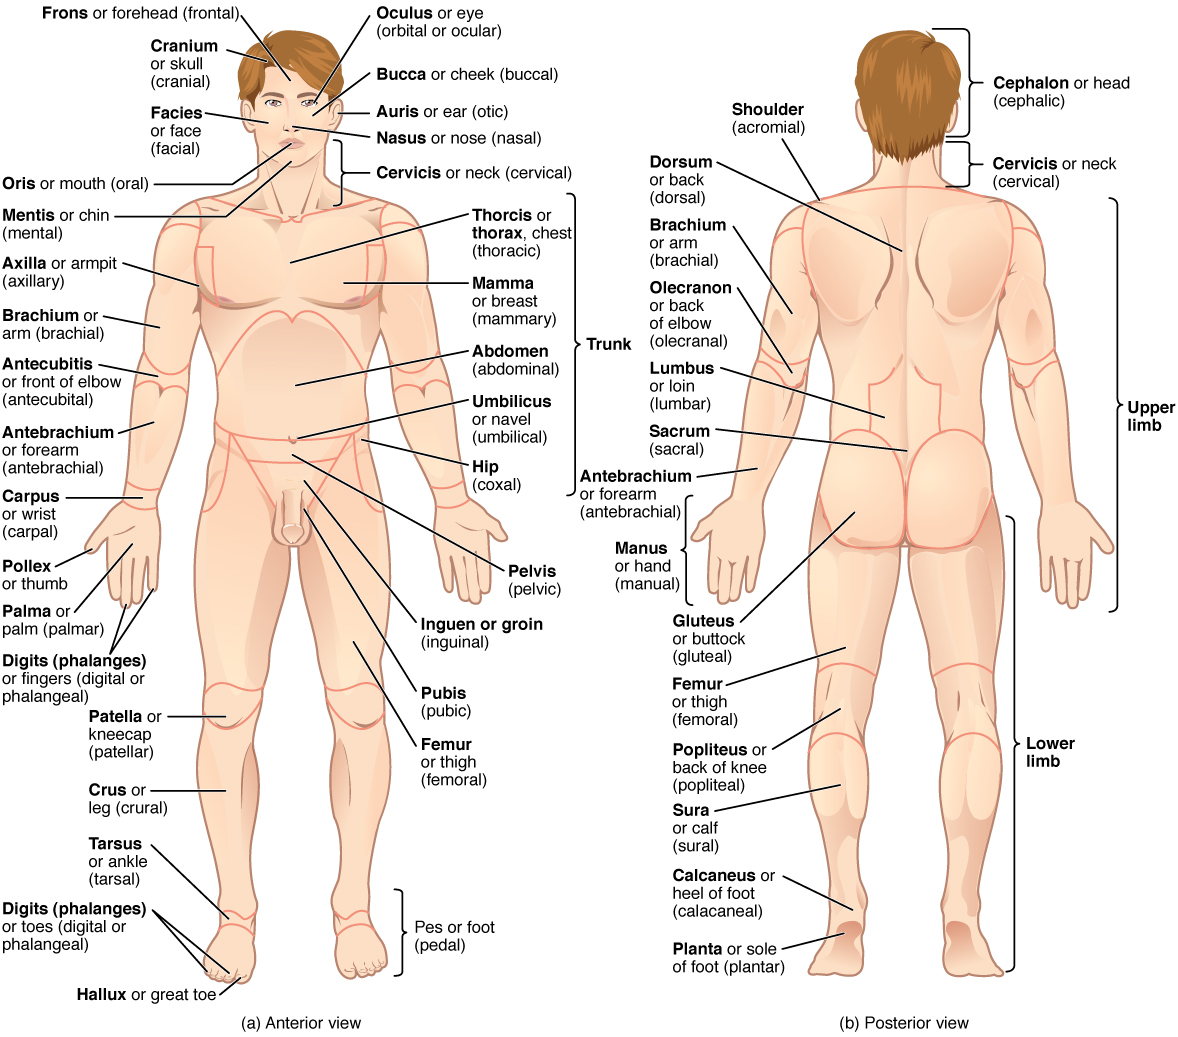 Frons or forehead (frontal)
Cranium
or skull
(cranial)
Facies
or face
(facial)
Oris or mouth (oral)
Mentis or chin
(mental)
Axilla or armpit
(axillary)
Brachium or
arm (brachial)
Antecubitis
or front of elbow
(antecubital)
Antebrachium
or forearm
(antebrachial)
Carpus
or wrist
(carpal)
Pollex
or thumb
Palma or
palm (palmar)
Digits (phalanges)
or fingers (digital or
phalangeal)
Patella or
kneecap
(patellar)
Crus or
leg (crural)
Tarsus
or ankle
(tarsal)
Digits (phalanges)
or toes (digital or
phalangeal)
Hallux or great toe
Oculus or eye
(orbital or ocular)
Bucca or cheek (buccal)
Auris or ear (otic)
Nasus or nose (nasal)
Cervicis or neck (cervical)
Thorcis or
thorax, chest
(thoracic)
Mamma
or breast
(mammary)
Abdomen
(abdominal)
Umbilicus
or navel
(umbilical)
Hip
(coxal)
Trunk
Pelvis
(pelvic)
Inguen or groin
(inguinal)
Pubis
(pubic)
Femur
or thigh
(femoral)
Pes or foot
(pedal)
(a) Anterior view
Shoulder
(acromial)
Dorsum
or back
(dorsal)
Brachium
or arm
(brachial)
Olecranon
or back
of elbow
(olecranal)
Lumbus
or loin
(lumbar)
Sacrum
(sacral)
Antebrachium
or forearm
(antebrachial)
Manus
or hand
(manual)
Gluteus
or buttock
(gluteal)
Femur
or thigh
(femoral)
Popliteus or
back of knee
(popliteal)
Sura
or calf
(sural)
Calcaneus or
heel of foot
(calacaneal)
Planta or sole
of foot (plantar)
Cephalon or head
(cephalic)
Cervicis or neck
(cervical)
Upper
limb
Lower
limb
(b) Posterior view